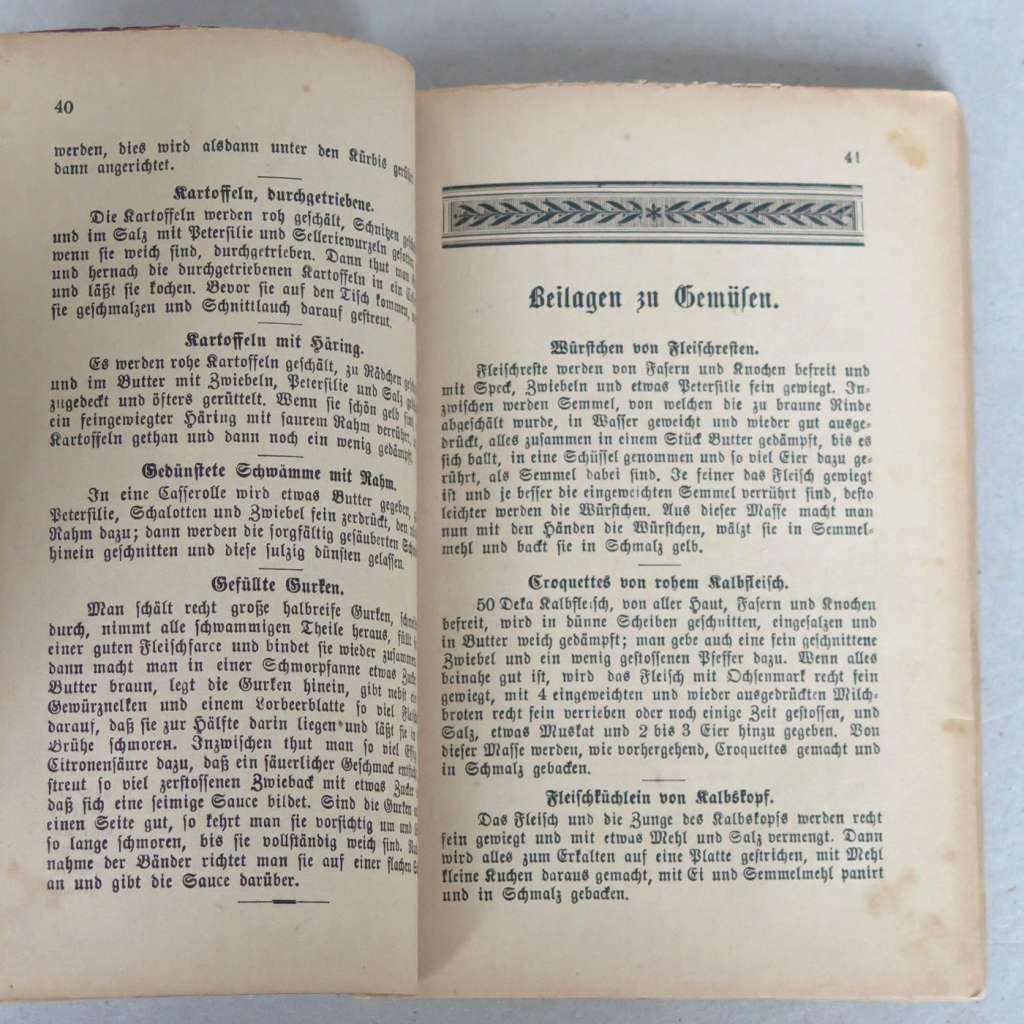 40
werden, dies wird alsdann unter den Kürbis
dann angerichtet.
Kartoffeln, durchgetriebene.
Die Kartoffeln werden roh geschält, Schnitzen
und im Salz mit Petersilie und Selleriewurzeln
wenn sie weich sind, durchgetrieben. Dann thut man
und hernach die durchgetriebenen Kartoffeln in ein
und läßt sie kochen. Bevor sie auf den Tisch kommen,
sie geschmalzen und Schnittlauch darauf gestreut.
Kartoffeln mit Häring.
Es werden rohe Kartoffeln geschält, zu Rädchen
und im Butter mit Zwiebeln, Petersilie und Salz
zugedeckt und öfters gerüttelt. Wenn sie schön gelb
ein feingewiegter Häring mit saurem Rahm verrührt,
Kartoffeln gethan und dann noch ein wenig gedämpft.
Gedünstete Schwämme mit Rahm.
In eine Casserolle wird etwas Butter gegeben,
Petersilie, Schalotten und Zwiebel fein zerdrückt, den
Rahm dazu; dann werden die sorgfältig gesäuberten
hinein geschnitten und diese sulzig dünsten gelassen.
Gefüllte Gurken.
Man schält recht große halbreife Gurken,
durch, nimmt alle schwammigen Theile heraus, füllt
einer guten Fleischfarce und bindet sie wieder zusammen
dann macht man in einer Schmorpfanne etwas
Butter braun, legt die Gurken hinein, gibt nebst
Gewürznelken und einem Lorbeerblatte so viel
darauf, daß sie zur Hälfte darin liegen und läßt sie in
Brühe schmoren. Inzwischen thut man so viel
Citronensäure dazu, daß ein säuerlicher Geschmack
streut so viel zerstossenen Zwieback mit etwas Zucker
daß sich eine seimige Sauce bildet. Sind die Gurken
einen Seite gut, so kehrt man sie vorsichtig um und
so lange schmoren, bis sie vollständig weich sind.
nahme der Bänder richtet man sie auf einer flachen
an und gibt die Sauce darüber.
41
Beilagen zu Gemüsen.
Würstchen von Fleischresten.
Fleischreste werden von Fasern und Knochen befreit und
mit Speck, Zwiebeln und etwas Petersilie fein gewiegt. In-
zwischen werden Semmel, von welchen die zu braune Rinde
abgeschält wurde, in Wasser geweicht und wieder gut ausge-
drückt, alles zusammen in einem Stück Butter gedämpft, bis es
sich ballt, in eine Schüssel genommen und so viel Eier dazu ge-
rührt, als Semmel dabei sind. Je feiner das Fleisch gewiegt
ist und je besser die eingeweichten Semmel verrührt sind, desto
leichter werden die Würstchen. Aus dieser Masse macht man
nun mit den Händen die Würstchen, wälzt sie in Semmel-
mehl und backt sie in Schmalz gelb.
Croquettes von rohem Kalbfleisch.
50 Deka Kalbfleisch, von aller Haut, Fasern und Knochen
befreit, wird in dünne Scheiben geschnitten, eingesalzen und
in Butter weich gedämpft; man gebe auch eine fein geschnittene
Zwiebel und ein wenig gestossenen Pfeffer dazu. Wenn alles
beinahe gut ist, wird das Fleisch mit Ochsenmark recht fein
gewiegt, mit 4 eingeweichten und wieder ausgedrückten Milch-
broten recht fein verrieben oder noch einige Zeit gestossen, und
Salz, etwas Muskat und 2 bis 3 Eier hinzu gegeben. Von
dieser Masse werden, wie vorhergehend, Croquettes gemacht und
in Schmalz gebacken.
Fleischküchlein von Kalbskopf.
Das Fleisch und die Zunge des Kalbskopfs werden recht
fein gewiegt und mit etwas Mehl und Salz vermengt. Dann
wird alles zum Erkalten auf eine Platte gestrichen, mit Mehl
kleine Kuchen daraus gemacht, mit Ei und Semmelmehl panirt
und in Schmalz gebacken.